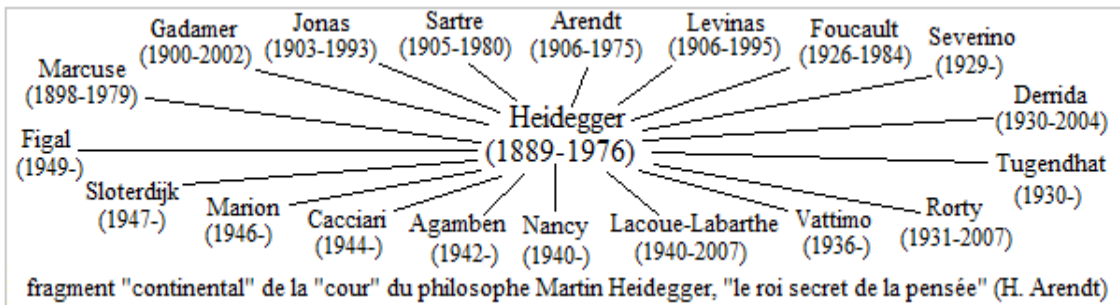 Marcuse
(1898-1979)
Gadamer
(1900-2002)
Jonas
(1903-1993)
Sartre
(1905-1980)
Arendt
(1906-1975)
Levinas
(1906-1995)
Foucault
(1926-1984)
Severino
(1929-)
Derrida
(1930-2004)
Heidegger
(1889-1976)
Figal
(1949-)
Sloterdijk
(1947-)
Marion
(1946-)
Cacciari
(1944-)
Agamben
(1942-)
Nancy
(1940-)
Lacoue-Labarthe
(1940-2007)
Vattimo
(1936-)
Rorty
(1931-2007)
Tugendhat
(1930-)
fragment "continental" de la "cour" du philosophe Martin Heidegger, "le roi secret de la pensée" (H. Arendt)